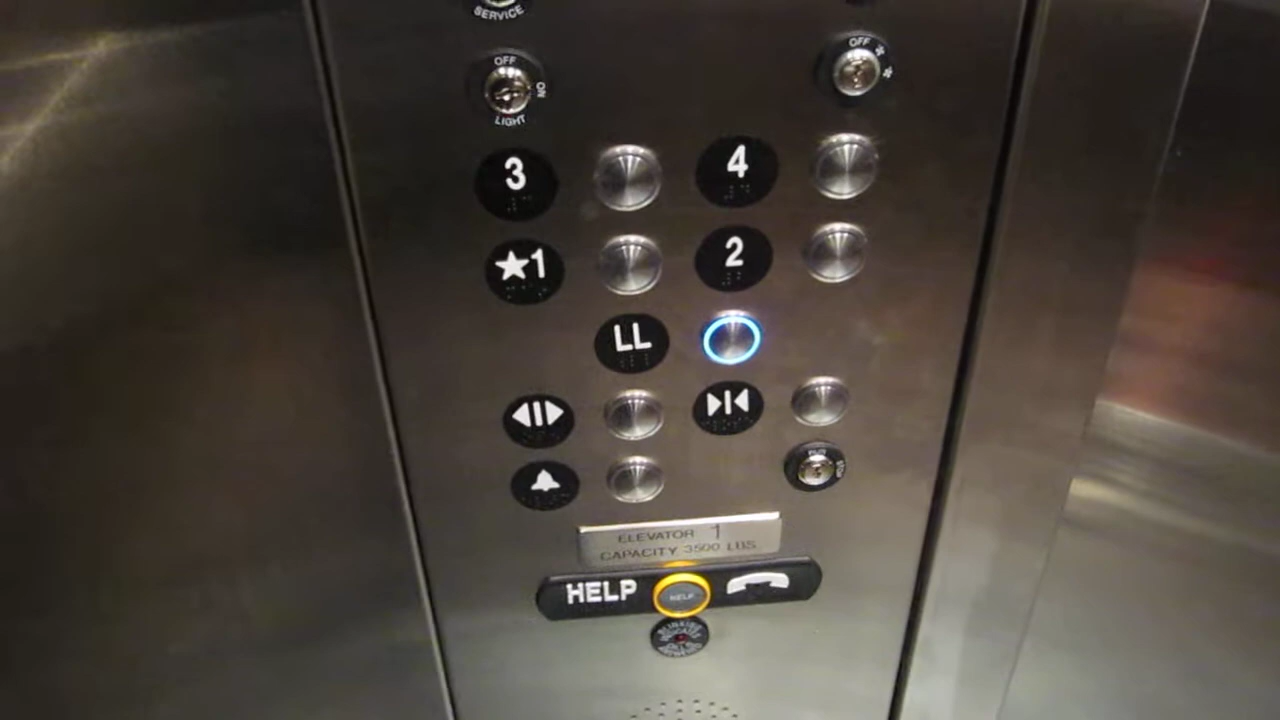 SERVICE
OFF
ON
LIGHT
OFF
3
4
★1
2
LL
ELEVATOR 1
CAPACITY 3500 LBS.
HELP
HELP